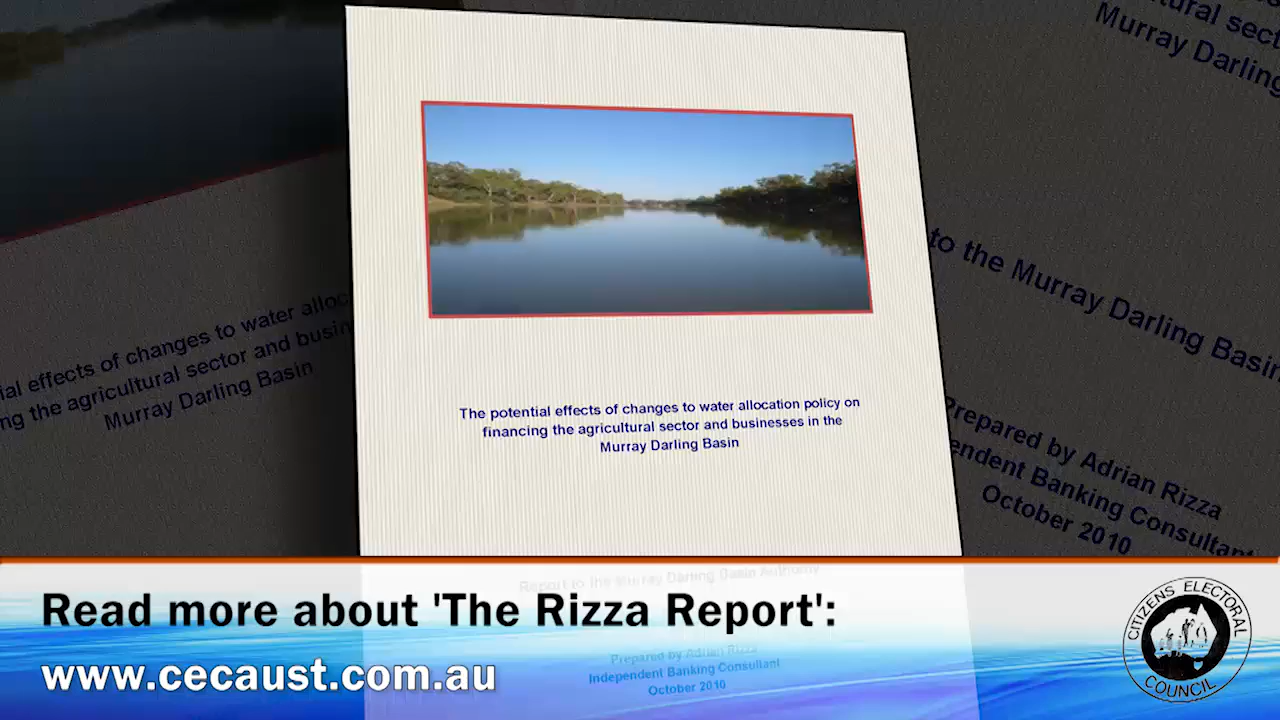 tural sect
Murray Darling
The potential effects of changes to water allocation policy on
financing the agricultural sector and businesses in the
Murray Darling Basin
ial effects of changes to water alloc
ng the agricultural sector and busin
Murray Darling Basin
to the Murray Darling Basin
Prepared by Adrian Rizza
endent Banking Consultant
October 2010
Report to the Murray Darling Basin Authority
Read more about 'The Rizza Report':
Prepared by Adrian Rizza
Independent Banking Consultant
October 2010
www.cecaust.com.au
CITIZENS ELECTORAL
COUNCIL